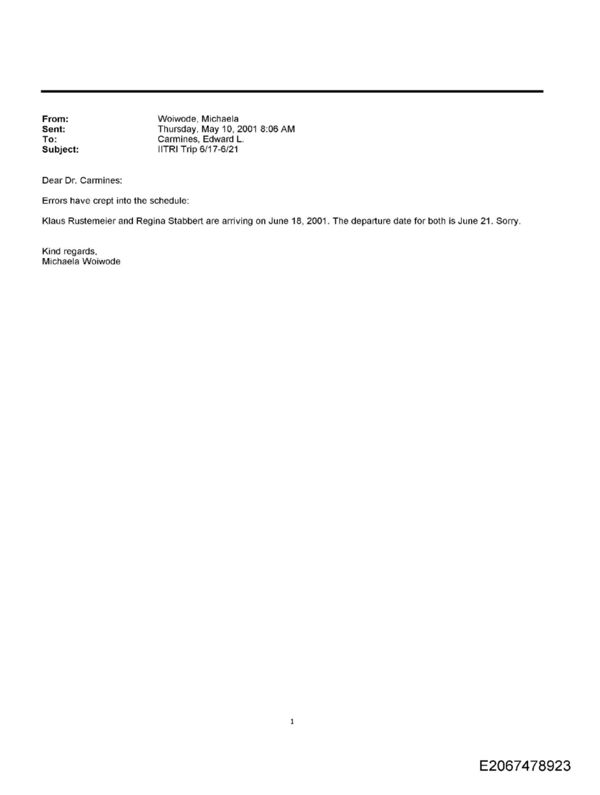 From: Woiwode, Michaela
Sent: Thursday, May 10, 2001 8:06 AM
To: Carmines, Edward L.
Subject: IITRI Trip 6/17-6/21
Dear Dr. Carmines:
Errors have crept into the schedule:
Klaus Rustemeier and Regina Stabbert are arriving on June 18, 2001. The departure date for both is June 21. Sorry.
Kind regards,
Michaela Woiwode
1
E2067478923